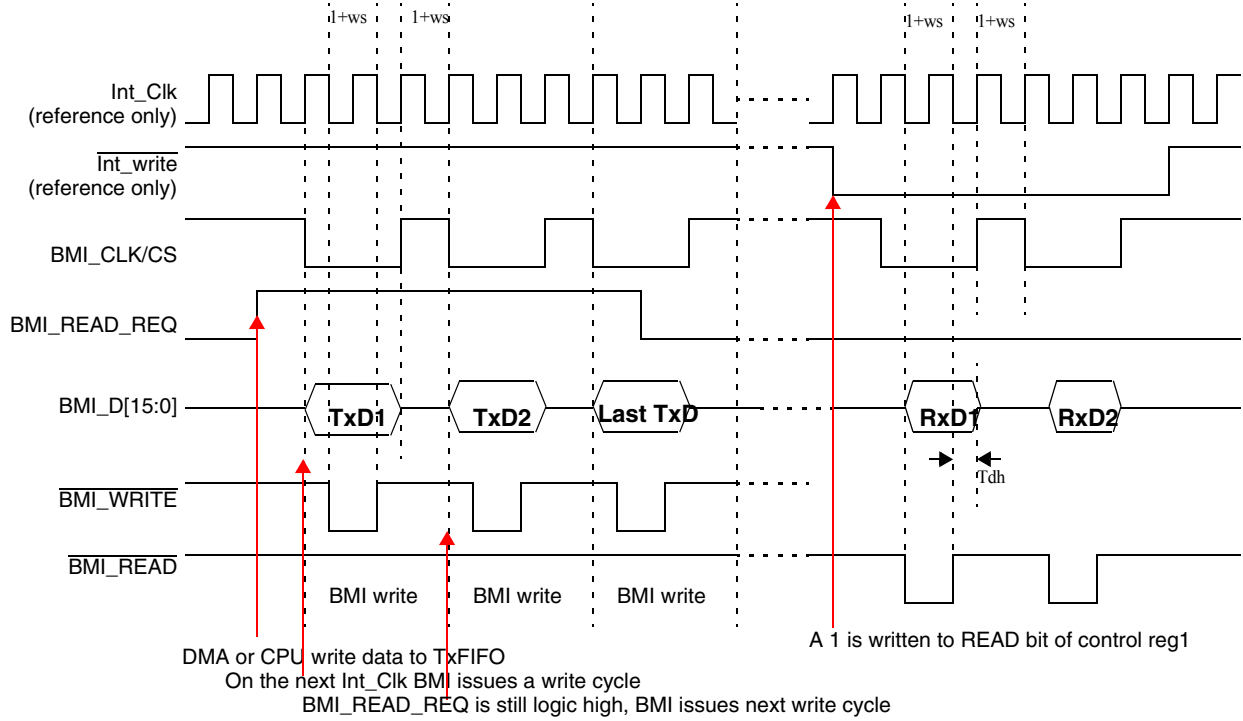 1+ws 1+ws 1+ws 1+ws
Int_Clk
(reference only)
Int_write
(reference only)
BMI_CLK/CS
BMI_READ_REQ
BMI_D[15:0] TxD1 TxD2 Last TxD RxD1 RxD2
Tdh
BMI_WRITE
BMI_READ
BMI write BMI write BMI write
A 1 is written to READ bit of control reg1
DMA or CPU write data to TxFIFO
On the next Int_Clk BMI issues a write cycle
BMI_READ_REQ is still logic high, BMI issues next write cycle